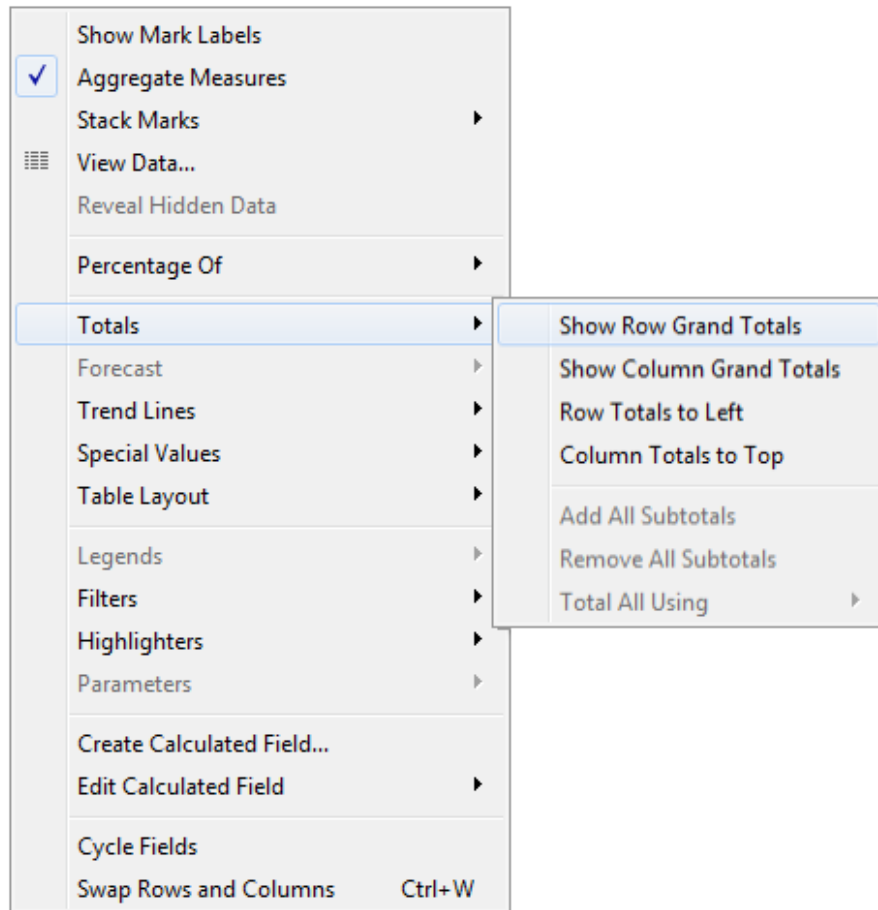 Show Mark Labels
Aggregate Measures
Stack Marks
View Data...
Reveal Hidden Data
Percentage Of
Totals
Forecast
Trend Lines
Special Values
Table Layout
Legends
Filters
Highlighters
Parameters
Create Calculated Field...
Edit Calculated Field
Cycle Fields
Swap Rows and Columns Ctrl+W
Show Row Grand Totals
Show Column Grand Totals
Row Totals to Left
Column Totals to Top
Add All Subtotals
Remove All Subtotals
Total All Using